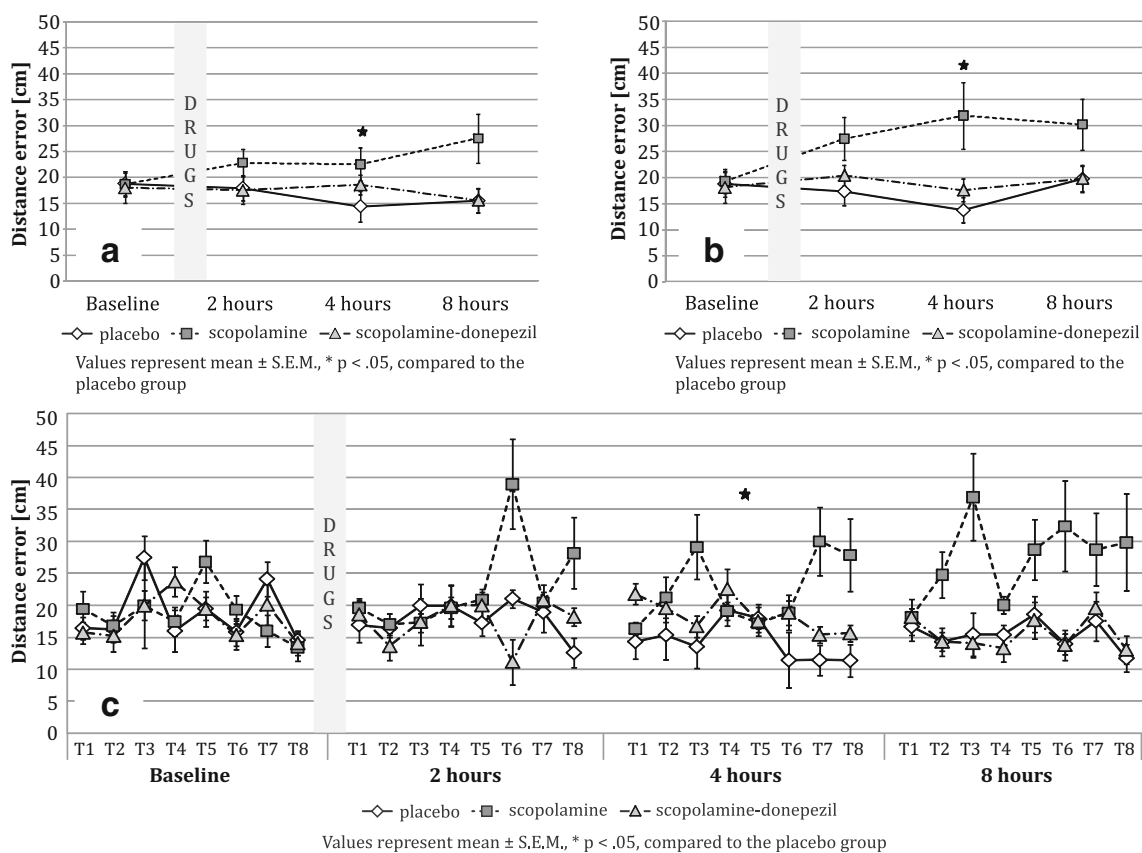 50
45
40
35
30
25
20
15
10
5
0
Distance error [cm]
DRUGS
a
*
Baseline 2 hours 4 hours 8 hours
placebo scopolamine scopolamine-donepezil
Values represent mean ± S.E.M., * p < .05, compared to the
placebo group
50
45
40
35
30
25
20
15
10
5
0
Distance error [cm]
DRUGS
b
*
Baseline 2 hours 4 hours 8 hours
placebo scopolamine scopolamine-donepezil
Values represent mean ± S.E.M., * p < .05, compared to the
placebo group
50
45
40
35
30
25
20
15
10
5
0
Distance error [cm]
DRUGS
c
*
T1 T2 T3 T4 T5 T6 T7 T8 T1 T2 T3 T4 T5 T6 T7 T8 T1 T2 T3 T4 T5 T6 T7 T8 T1 T2 T3 T4 T5 T6 T7 T8
Baseline 2 hours 4 hours 8 hours
placebo scopolamine scopolamine-donepezil
Values represent mean ± S.E.M., * p < .05, compared to the placebo group